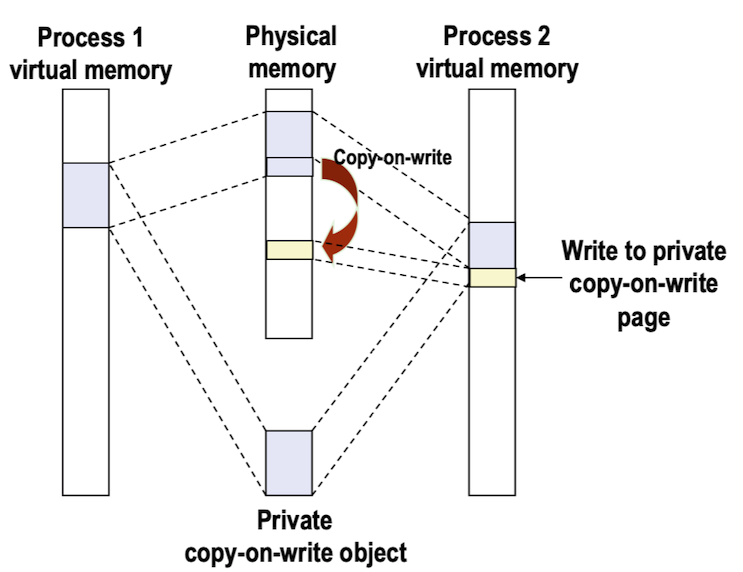 Process 1
virtual memory
Physical
memory
Process 2
virtual memory
Copy-on-write
Write to private
copy-on-write
page
Private
copy-on-write object